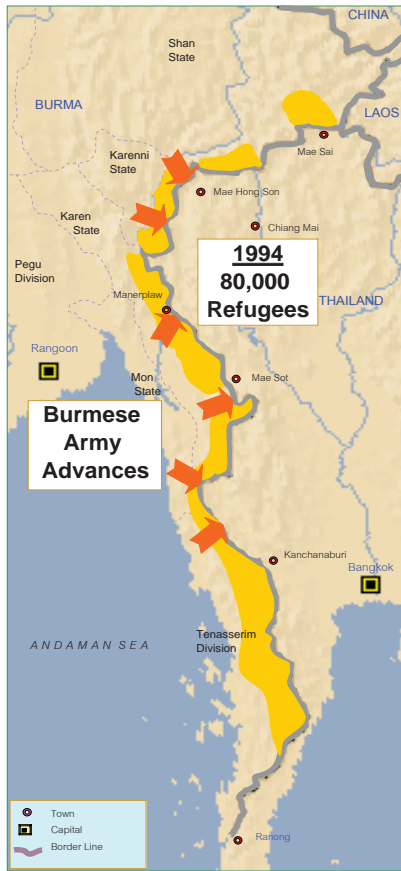 CHINA
Shan
State
BURMA
LAOS
Mae Sai
Karenni
State
Mae Hong Son
Karen
State
Chiang Mai
1994
80,000
Refugees
Pegu
Division
THAILAND
Manerplaw
Rangoon
Mon
State
Mae Sot
Burmese
Army
Advances
Kanchanaburi
Bangkok
ANDAMAN SEA
Tenasserim
Division
Town
Capital
Border Line
Ranong